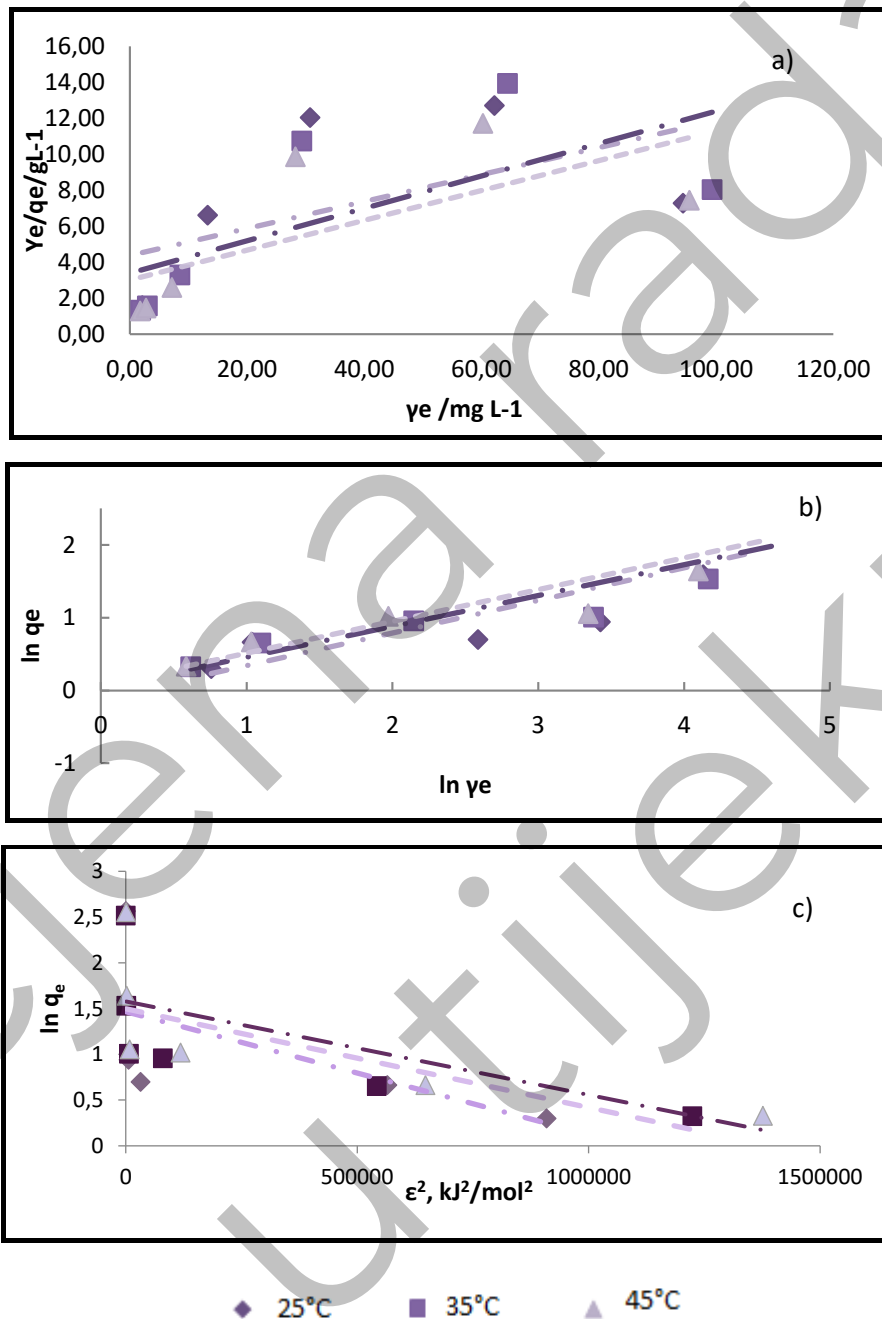 a)
16,00
14,00
12,00
10,00
8,00
6,00
4,00
2,00
0,00
Ye/qe/gL-1
0,00 20,00 40,00 60,00 80,00 100,00 120,00
γe /mg L-1
b)
2
1
0
-1
ln qe
0 1 2 3 4 5
ln γe
c)
3
2,5
2
1,5
1
0,5
0
ln qₑ
0 500000 1000000 1500000
ε², kJ²/mol²
25°C 35°C 45°C
cjena rad
u tijek